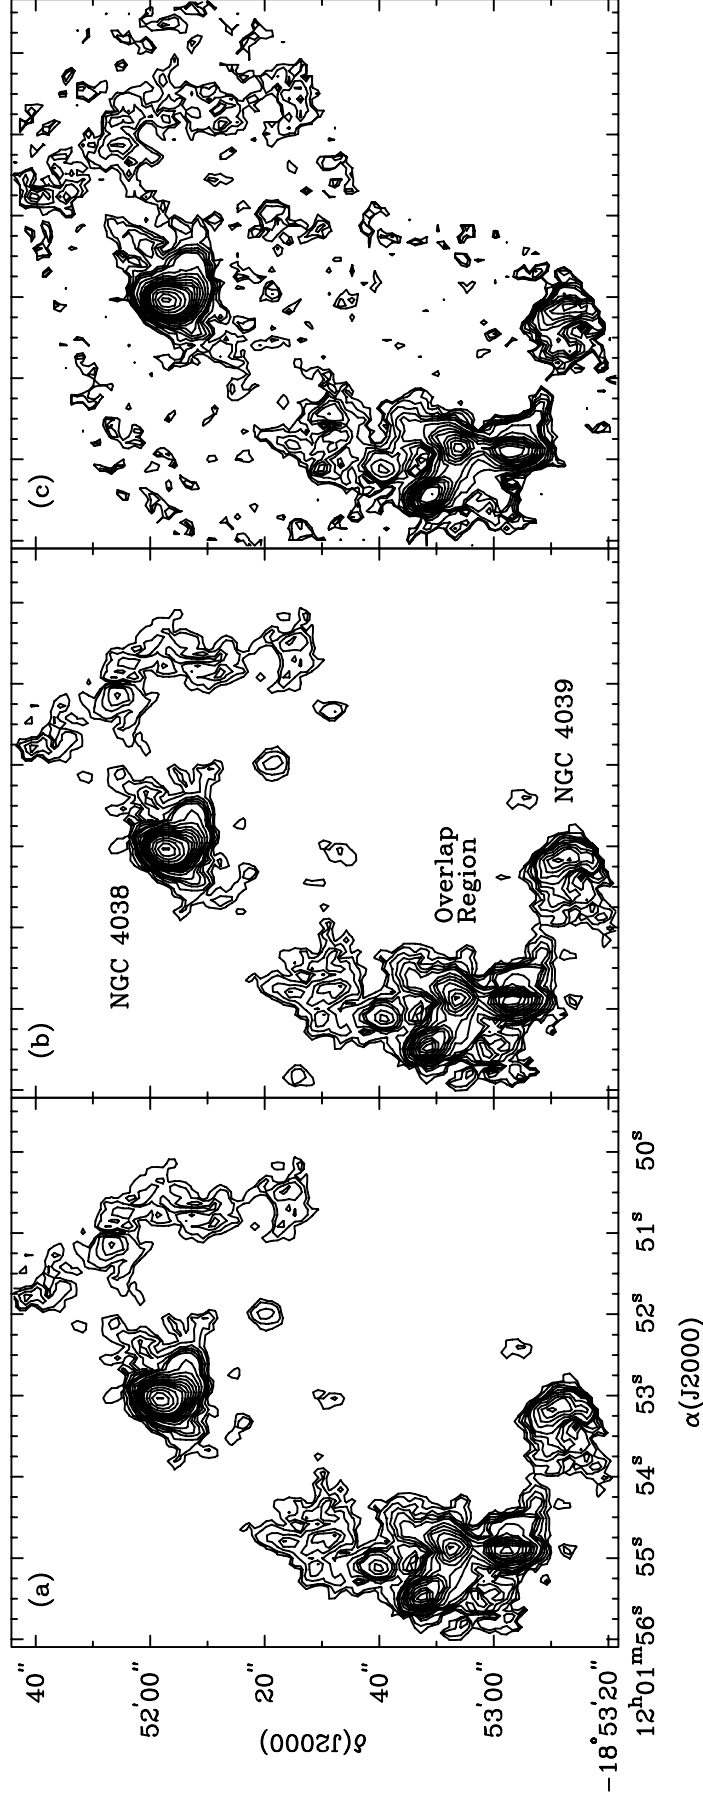 (a)
(b)
(c)
NGC 4038
Overlap
Region
NGC 4039
40″
52′00″
20″
40″
53′00″
−18°53′20″
δ(J2000)
12ʰ01ᵐ56ˢ
55ˢ
54ˢ
53ˢ
52ˢ
51ˢ
50ˢ
α(J2000)